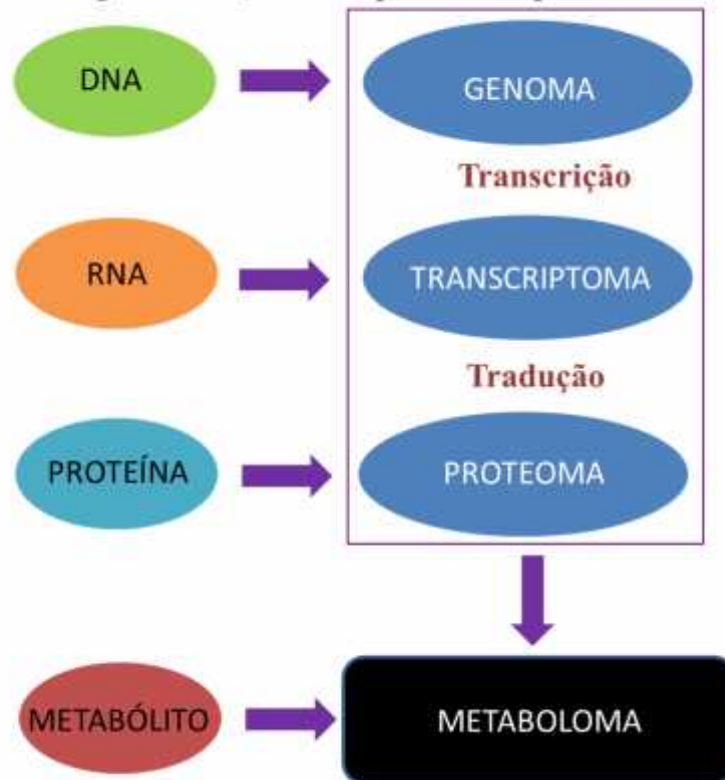 DNA
GENOMA
Transcrição
RNA
TRANSCRIPTOMA
Tradução
PROTEÍNA
PROTEOMA
METABÓLITO
METABOLOMA